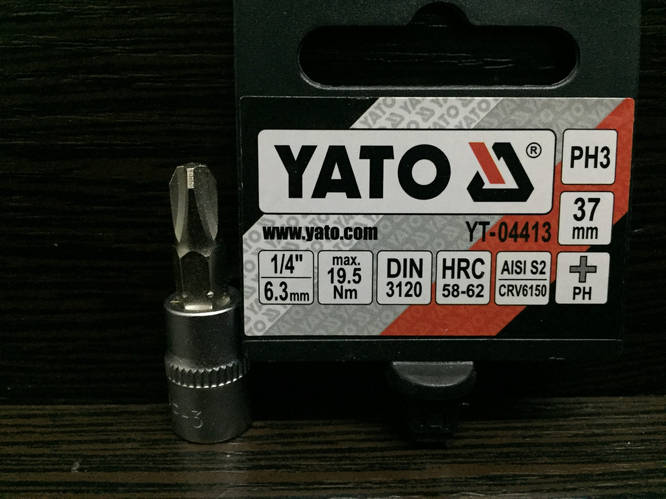 YATO ®
PH3
37
mm
www.yato.com
YT-04413
1/4"
6.3mm
max.
19.5
Nm
DIN
3120
HRC
58-62
AISI S2
CRV6150
PH
-3